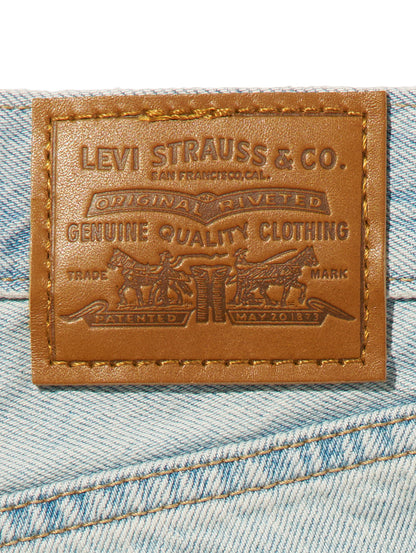 LEVI STRAUSS & CO.
SAN FRANCISCO, CAL.
ORIGINAL RIVETED
GENUINE QUALITY CLOTHING
TRADE MARK
PATENTED MAY 20 1873